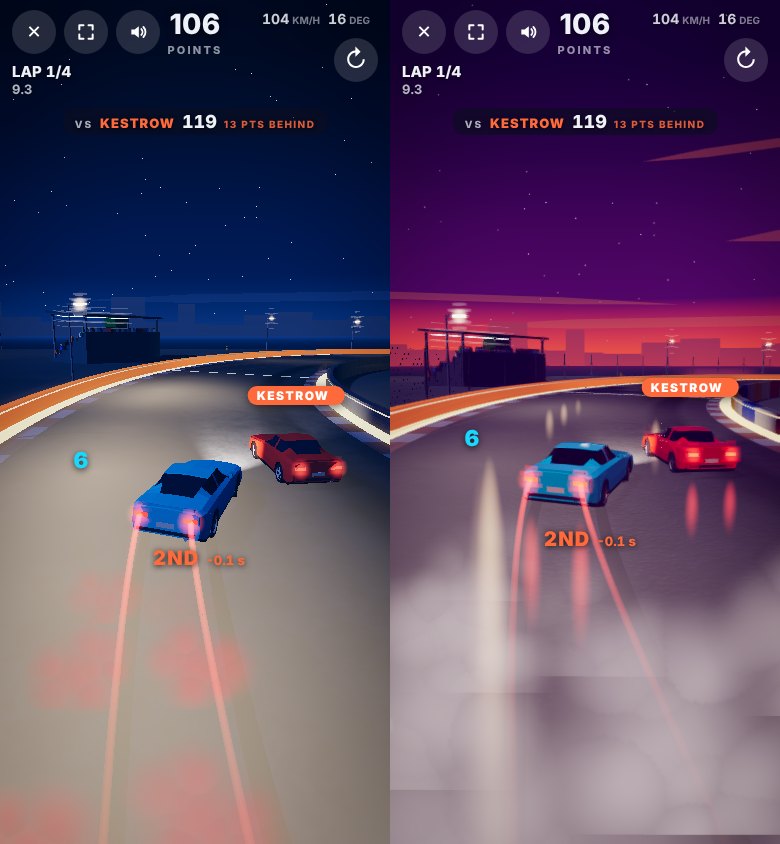 106
POINTS
104 KM/H 16 DEG
LAP 1/4
9.3
VS KESTROW 119 13 PTS BEHIND
KESTROW
6
2ND -0.1 s
106
POINTS
104 KM/H 16 DEG
LAP 1/4
9.3
VS KESTROW 119 13 PTS BEHIND
KESTROW
6
2ND -0.1 s